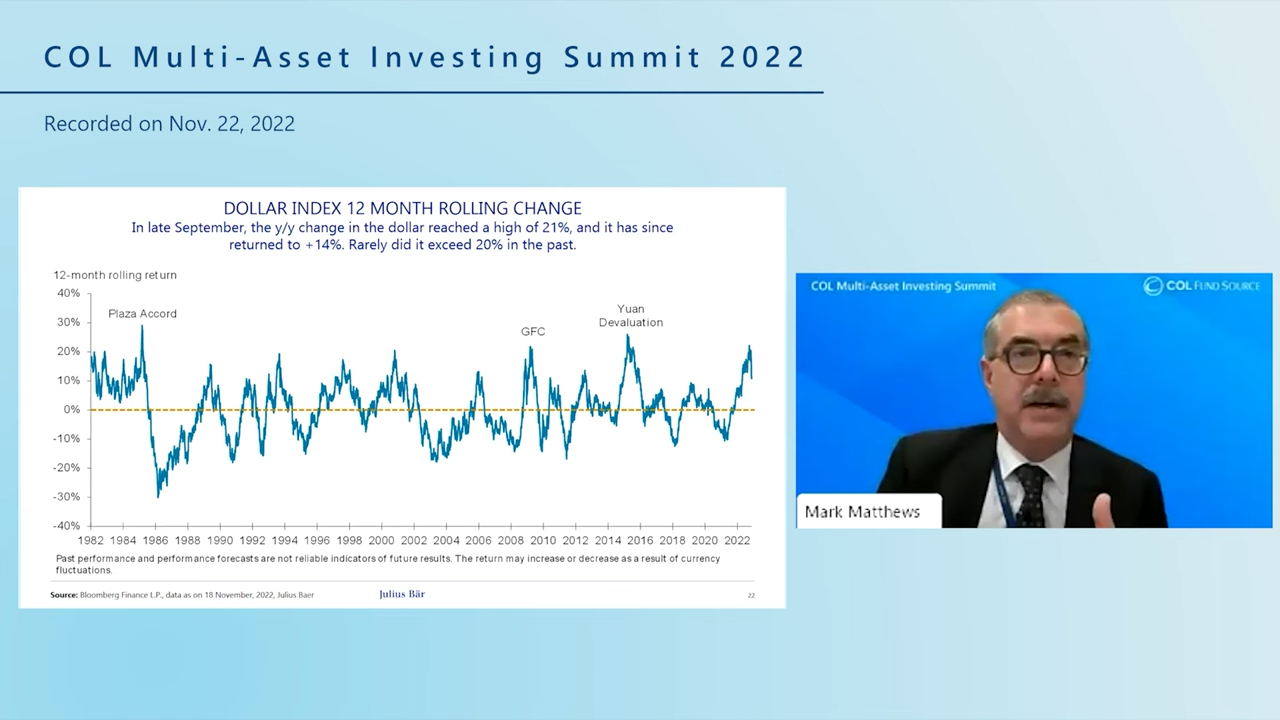 COL Multi-Asset Investing Summit 2022
Recorded on Nov. 22, 2022
DOLLAR INDEX 12 MONTH ROLLING CHANGE
In late September, the y/y change in the dollar reached a high of 21%, and it has since
returned to +14%. Rarely did it exceed 20% in the past.
12-month rolling return
40%
30%
20%
10%
0%
-10%
-20%
-30%
-40%
Plaza Accord
GFC
Yuan
Devaluation
1982 1984 1986 1988 1990 1992 1994 1996 1998 2000 2002 2004 2006 2008 2010 2012 2014 2016 2018 2020 2022
Past performance and performance forecasts are not reliable indicators of future results. The return may increase or decrease as a result of currency
fluctuations.
Source: Bloomberg Finance L.P., data as on 18 November, 2022, Julius Baer
Julius Bär
22
COL Multi-Asset Investing Summit
COL FUND SOURCE
Mark Matthews